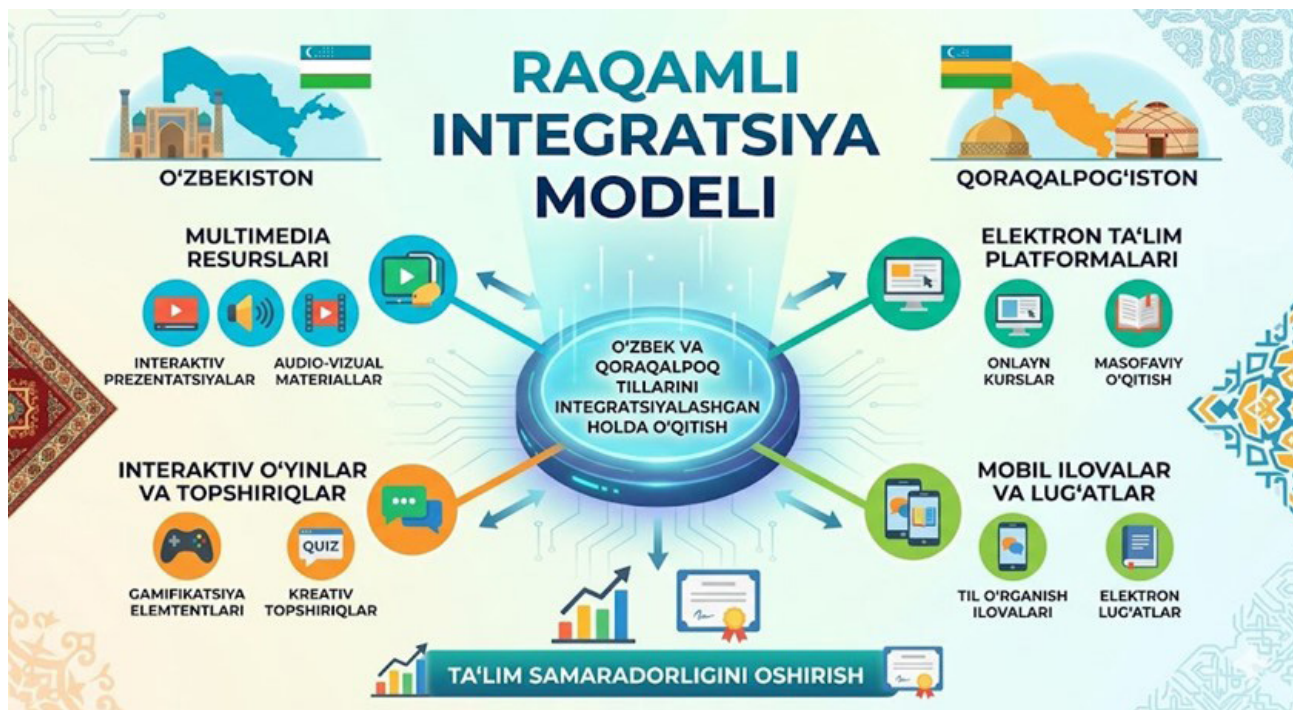 RAQAMLI
INTEGRATSIYA
MODELI
O‘ZBEKISTON
QORAQALPOG‘ISTON
MULTIMEDIA
RESURSLARI
INTERAKTIV
PREZENTATSIYALAR
AUDIO-VIZUAL
MATERIALLAR
ELEKTRON TA‘LIM
PLATFORMALARI
ONLAYN
KURSLAR
MASOFAVIY
O‘QITISH
O‘ZBEK VA
QORAQALPOQ
TILLARINI
INTEGRATSIYALASHGAN
HOLDA O‘QITISH
INTERAKTIV O‘YINLAR
VA TOPSHIRIQLAR
QUIZ
GAMIFIKATSIYA
ELEMTENTLARI
KREATIV
TOPSHIRIQLAR
MOBIL ILOVALAR
VA LUG‘ATLAR
TIL O‘RGANISH
ILOVALARI
ELEKTRON
LUG‘ATLAR
TA‘LIM SAMARADORLIGINI OSHIRISH